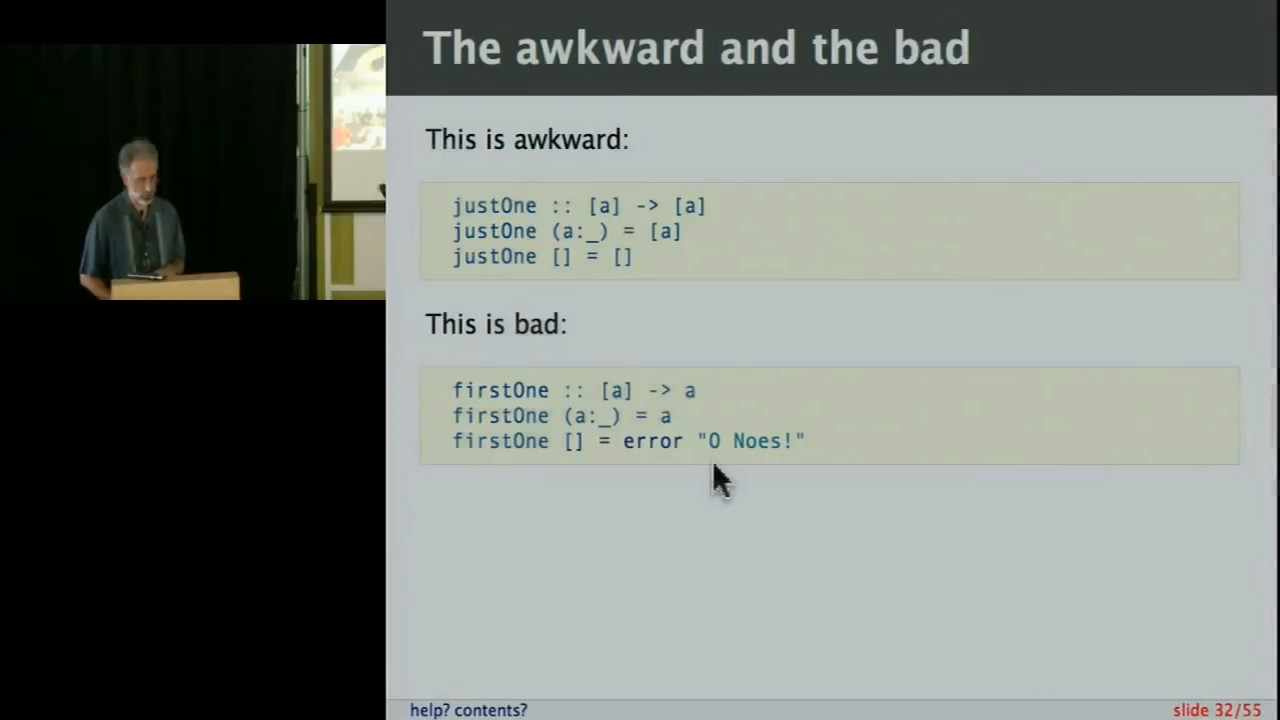 The awkward and the bad
This is awkward:
justOne :: [a] -> [a]
justOne (a:_) = [a]
justOne [] = []
This is bad:
firstOne :: [a] -> a
firstOne (a:_) = a
firstOne [] = error "O Noes!"
help? contents?
slide 32/55